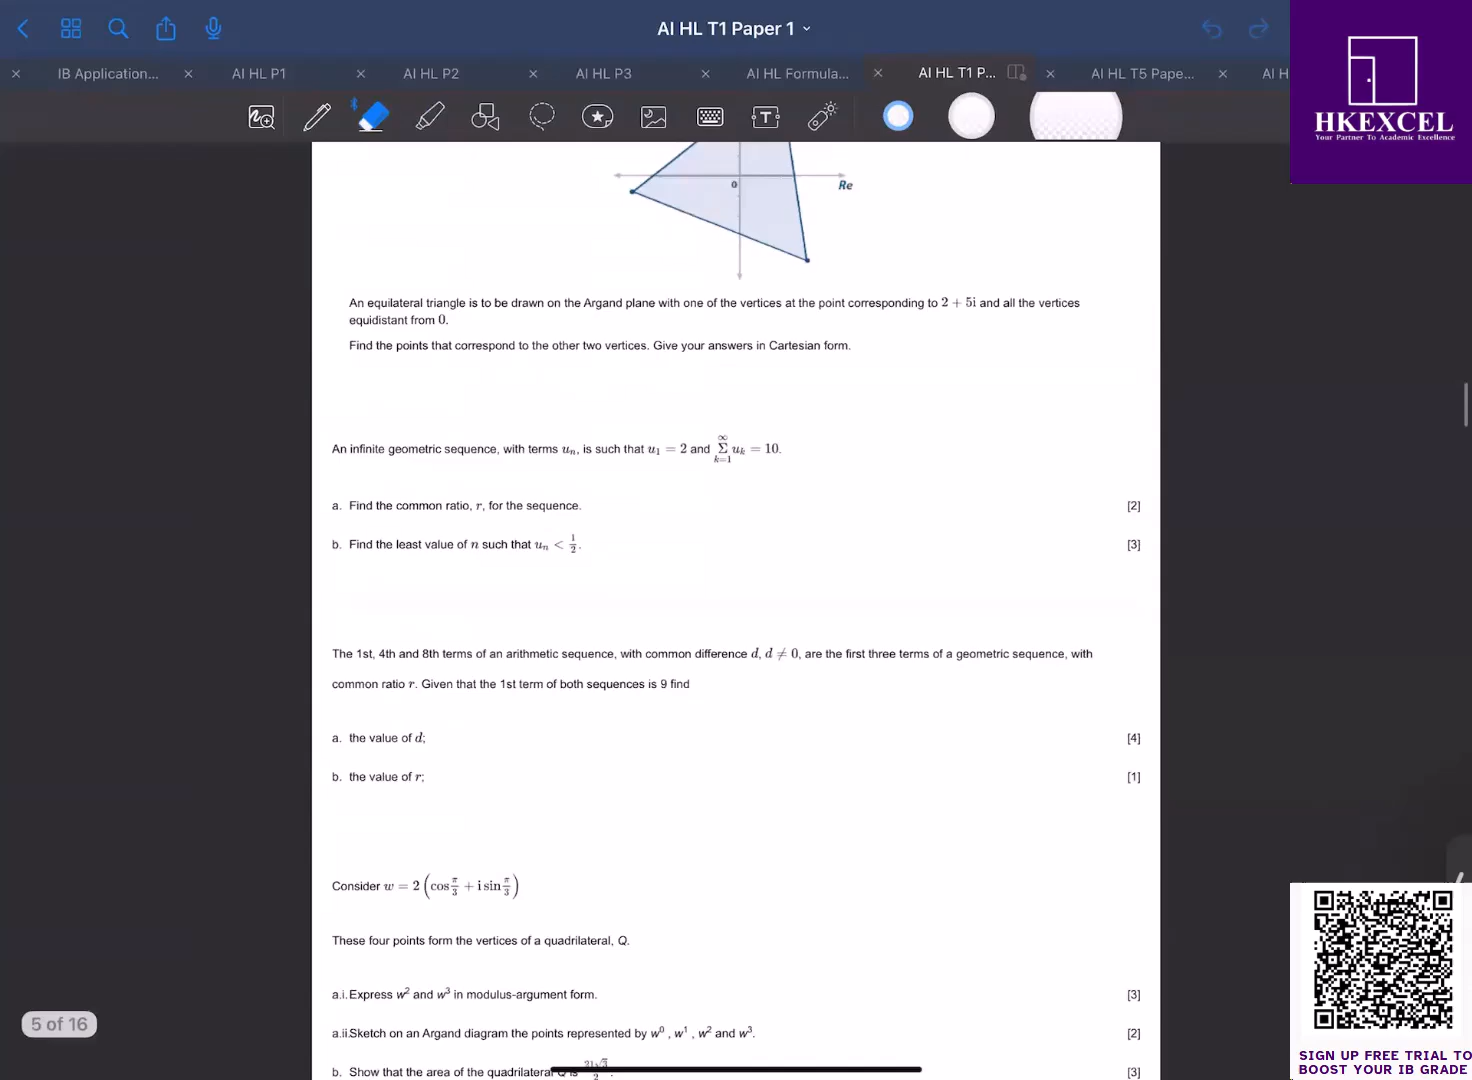 AI HL T1 Paper 1
IB Application...
AI HL P1
AI HL P2
AI HL P3
AI HL Formula...
AI HL T1 P...
AI HL T5 Pape...
AI H
HKEXCEL
Your Partner To Academic Excellence
0
Re
An equilateral triangle is to be drawn on the Argand plane with one of the vertices at the point corresponding to 2 + 5i and all the vertices
equidistant from 0.
Find the points that correspond to the other two vertices. Give your answers in Cartesian form.
An infinite geometric sequence, with terms uₙ, is such that u₁ = 2 and ∑_{k=1}^{∞} uₖ = 10.
a. Find the common ratio, r, for the sequence. [2]
b. Find the least value of n such that uₙ < 1/2. [3]
The 1st, 4th and 8th terms of an arithmetic sequence, with common difference d, d ≠ 0, are the first three terms of a geometric sequence, with
common ratio r. Given that the 1st term of both sequences is 9 find
a. the value of d; [4]
b. the value of r; [1]
Consider w = 2 (cos π/3 + i sin π/3)
These four points form the vertices of a quadrilateral, Q.
a.i.Express w² and w³ in modulus-argument form. [3]
a.ii.Sketch on an Argand diagram the points represented by w⁰ , w¹ , w² and w³. [2]
b. Show that the area of the quadrilateral Q is 21√3/2. [3]
5 of 16
SIGN UP FREE TRIAL TO
BOOST YOUR IB GRADE